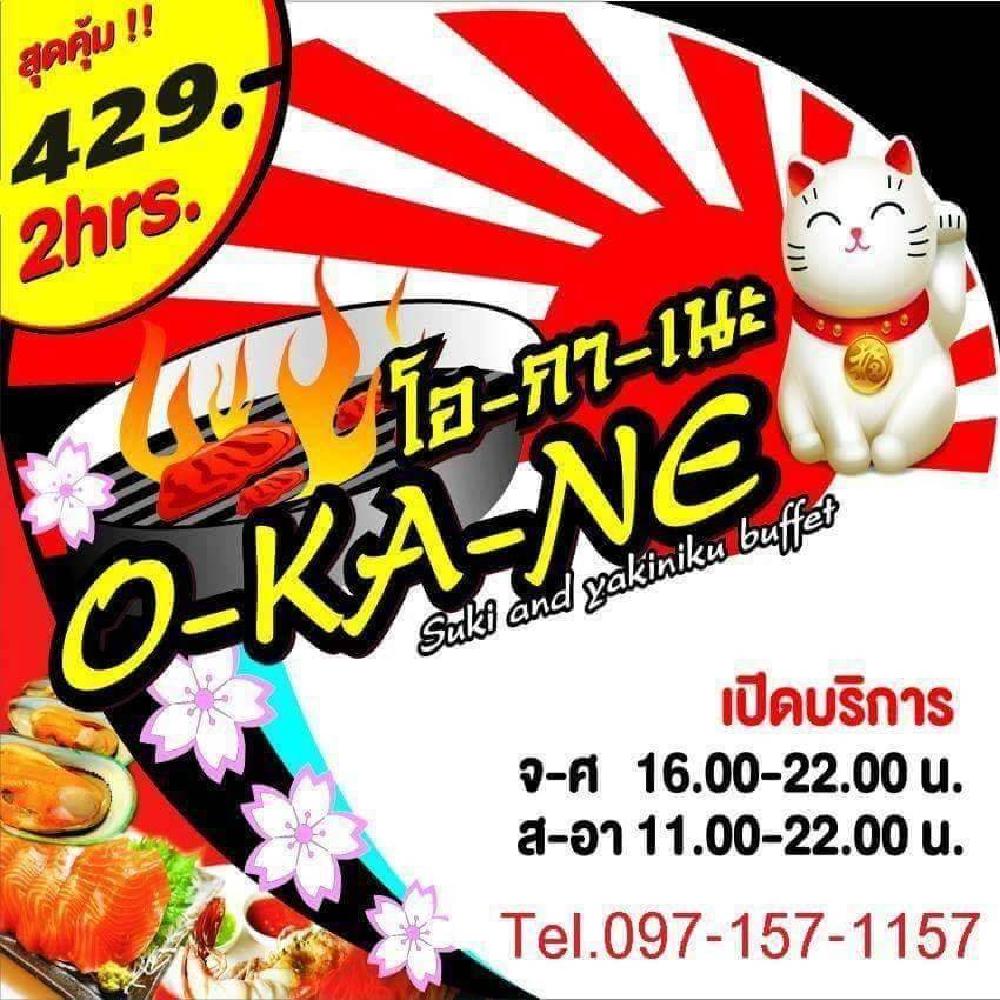 สุดคุ้ม !!
429.-
2hrs.
โอ-กา-เนะ
O-KA-NE
Suki and yakiniku buffet
เปิดบริการ
จ-ศ 16.00-22.00 น.
ส-อา 11.00-22.00 น.
Tel.097-157-1157